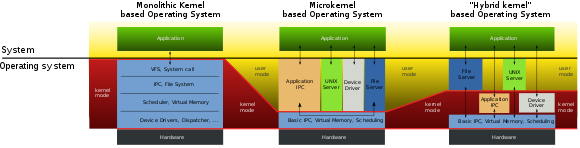 Monolithic Kernel
based Operating System
Microkernel
based Operating System
"Hybrid kernel"
based Operating System
Application
Application
Application
System
Operating system
kernel
mode
VFS, System call
IPC, File System
Scheduler, Virtual Memory
Device Drivers, Dispatcher, ...
Hardware
user
mode
kernel
mode
Application
IPC
UNIX
Server
Device
Driver
File
Server
Basic IPC, Virtual Memory, Scheduling
Hardware
user
mode
kernel
mode
File
Server
UNIX
Server
Application
IPC
Device
Driver
Basic IPC, Virtual Memory, Scheduling
Hardware
user
mode
kernel
mode